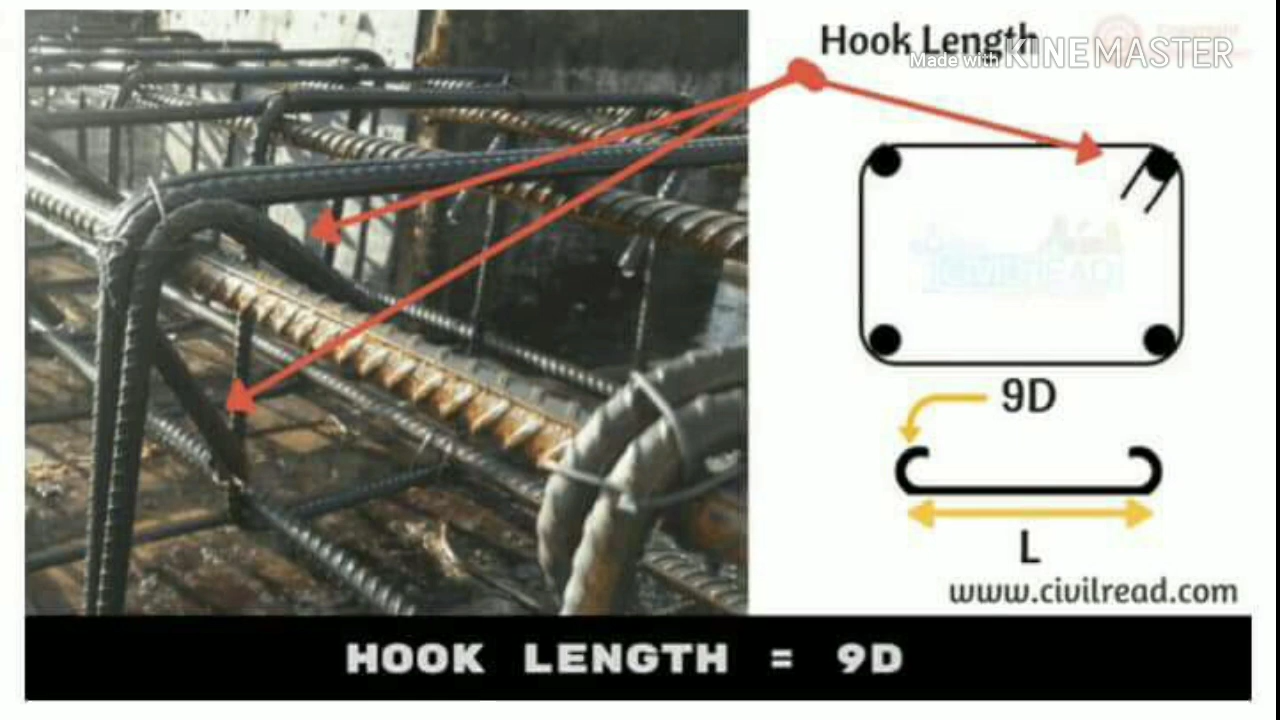 Hook Length
Made with KINEMASTER
9D
L
www.civilread.com
HOOK LENGTH = 9D